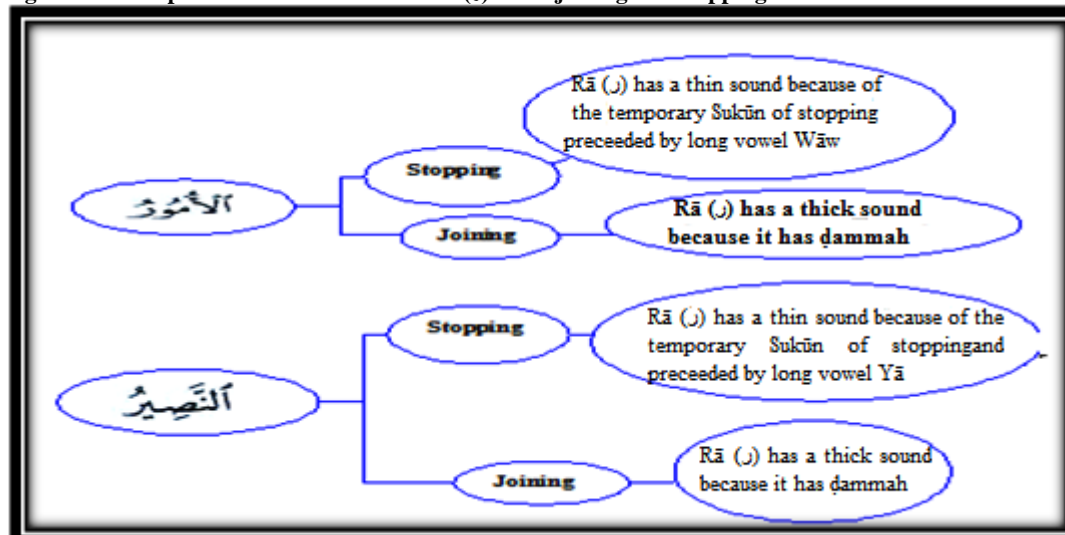 Rā (ر) has a thin sound because of
the temporary Sukūn of stopping
preceeded by long vowel Wāw
Stopping
ٱلۡأُمُورُ
Joining
Rā (ر) has a thick sound
because it has ḍammah
Stopping
Rā (ر) has a thin sound because of the
temporary Sukūn of stoppingand
preceeded by long vowel Yā
ٱلنَّصِيرُ
Joining
Rā (ر) has a thick sound
because it has ḍammah